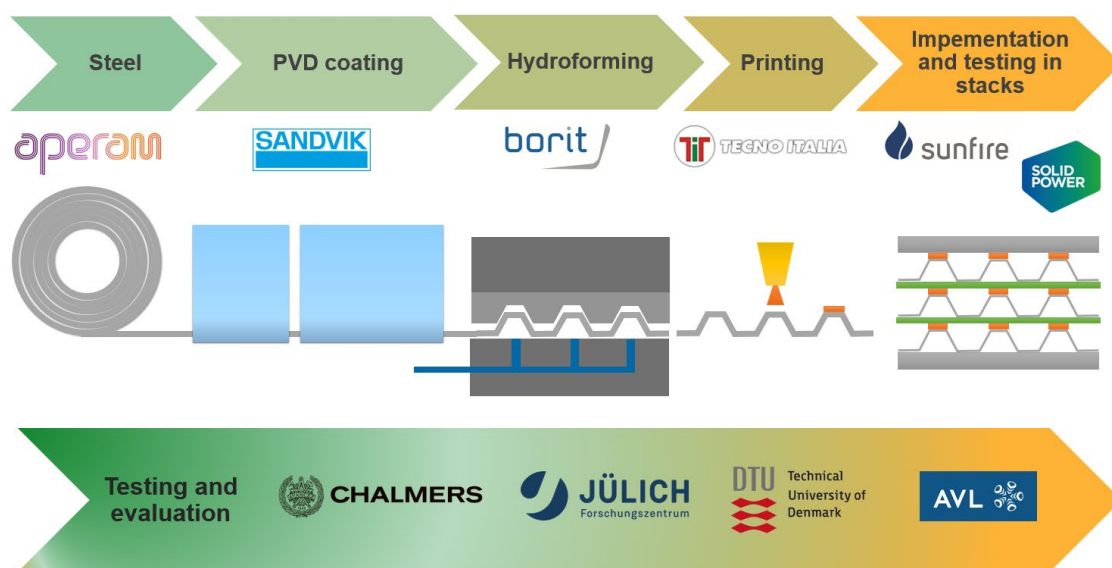 Steel
PVD coating
Hydroforming
Printing
Impementation
and testing in
stacks
aperam
SANDVIK
borit
TiT TECNO ITALIA
sunfire
SOLID
POWER
Testing and
evaluation
CHALMERS
JÜLICH
Forschungszentrum
DTU
Technical
University of
Denmark
AVL